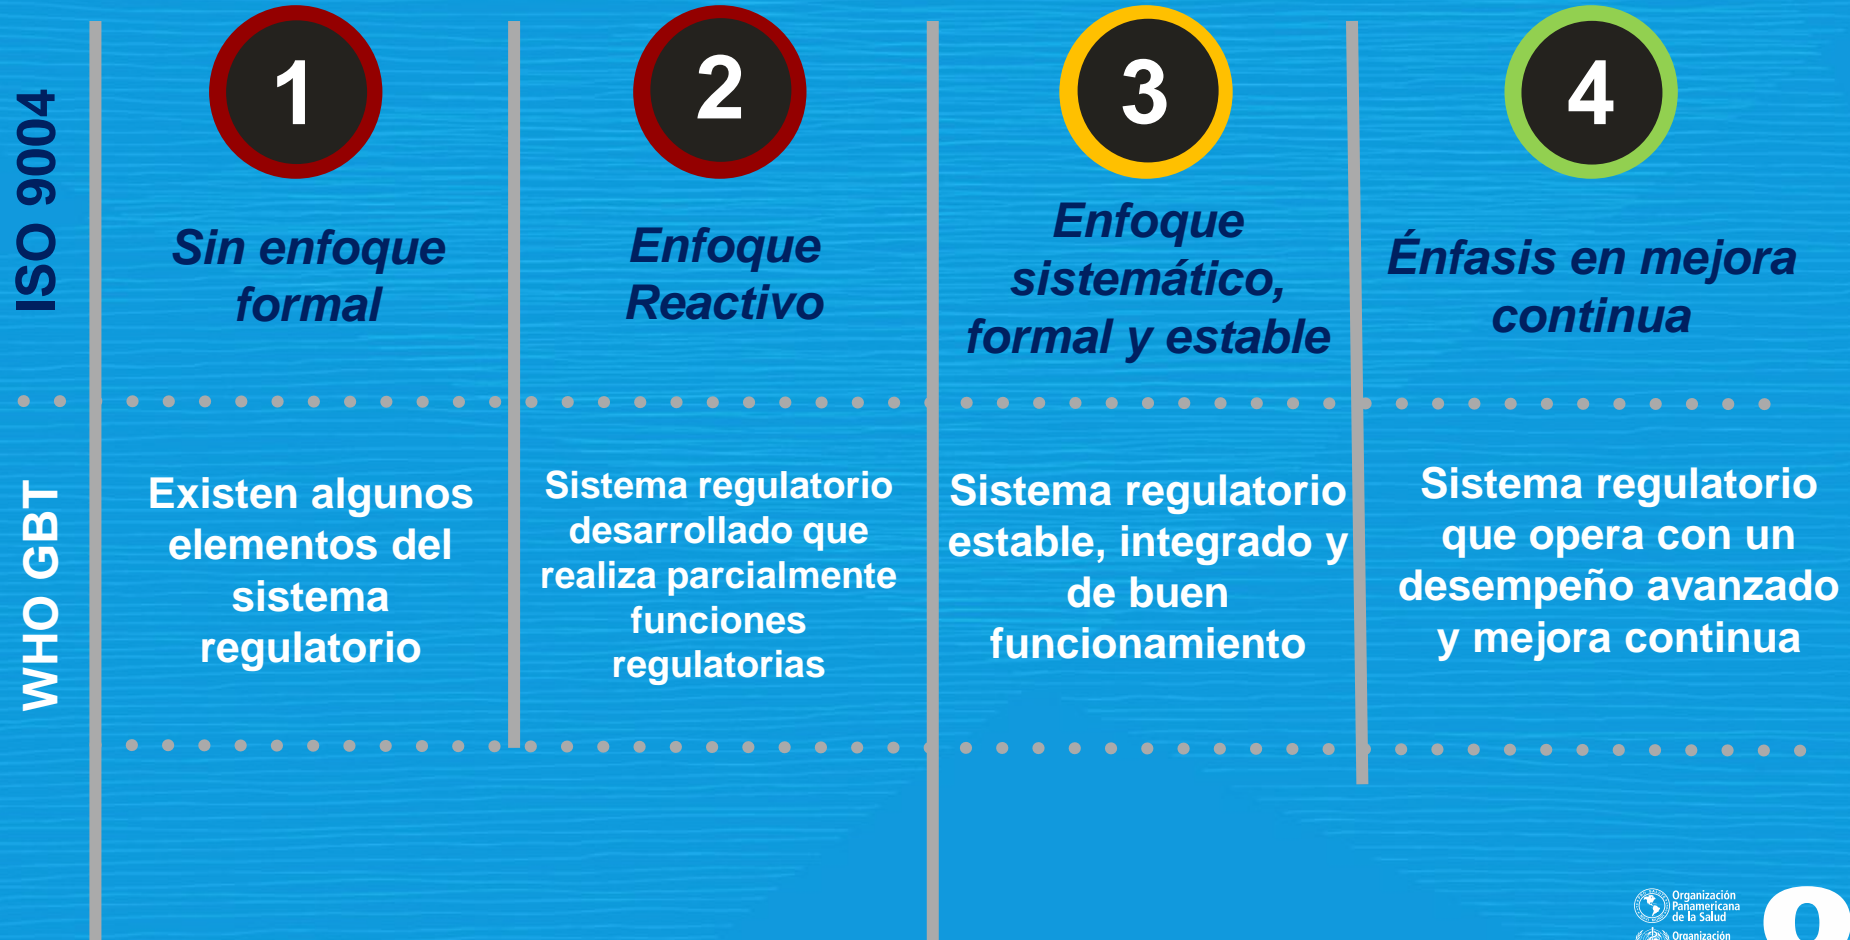 ISO 9004
1
2
3
4
Sin enfoque
formal
Enfoque
Reactivo
Enfoque
sistemático,
formal y estable
Énfasis en mejora
continua
WHO GBT
Existen algunos
elementos del
sistema
regulatorio
Sistema regulatorio
desarrollado que
realiza parcialmente
funciones
regulatorias
Sistema regulatorio
estable, integrado y
de buen
funcionamiento
Sistema regulatorio
que opera con un
desempeño avanzado
y mejora continua
Organización
Panamericana
de la Salud
Organización